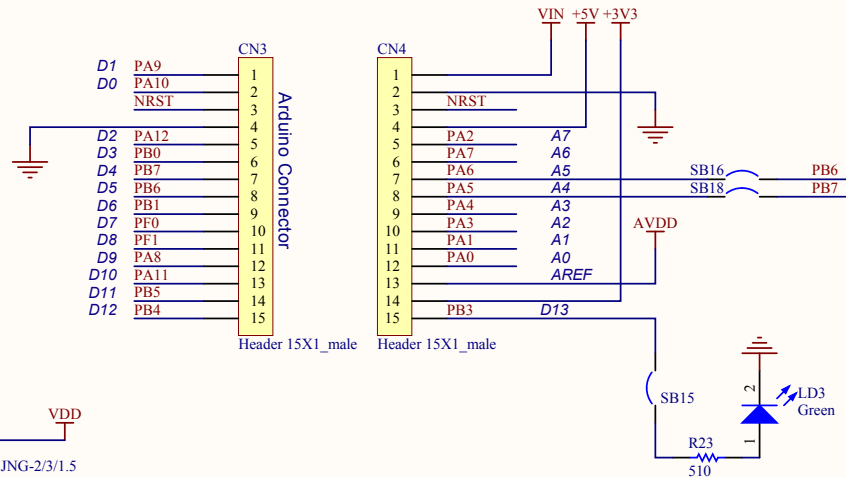 VIN +5V +3V3
CN3 CN4
D1 PA9 1 1
D0 PA10 2 2
NRST 3 3 NRST
4 4
D2 PA12 5 5 PA2 A7
D3 PB0 6 6 PA7 A6
D4 PB7 7 7 PA6 A5 SB16 PB6
D5 PB6 8 8 PA5 A4 SB18 PB7
D6 PB1 9 9 PA4 A3
D7 PF0 10 10 PA3 A2 AVDD
D8 PF1 11 11 PA1 A1
D9 PA8 12 12 PA0 A0
D10 PA11 13 13 AREF
D11 PB5 14 14
D12 PB4 15 15 PB3 D13
Arduino Connector
Header 15X1_male Header 15X1_male
SB15
2
LD3
Green
1
R23
510
VDD
JNG-2/3/1.5